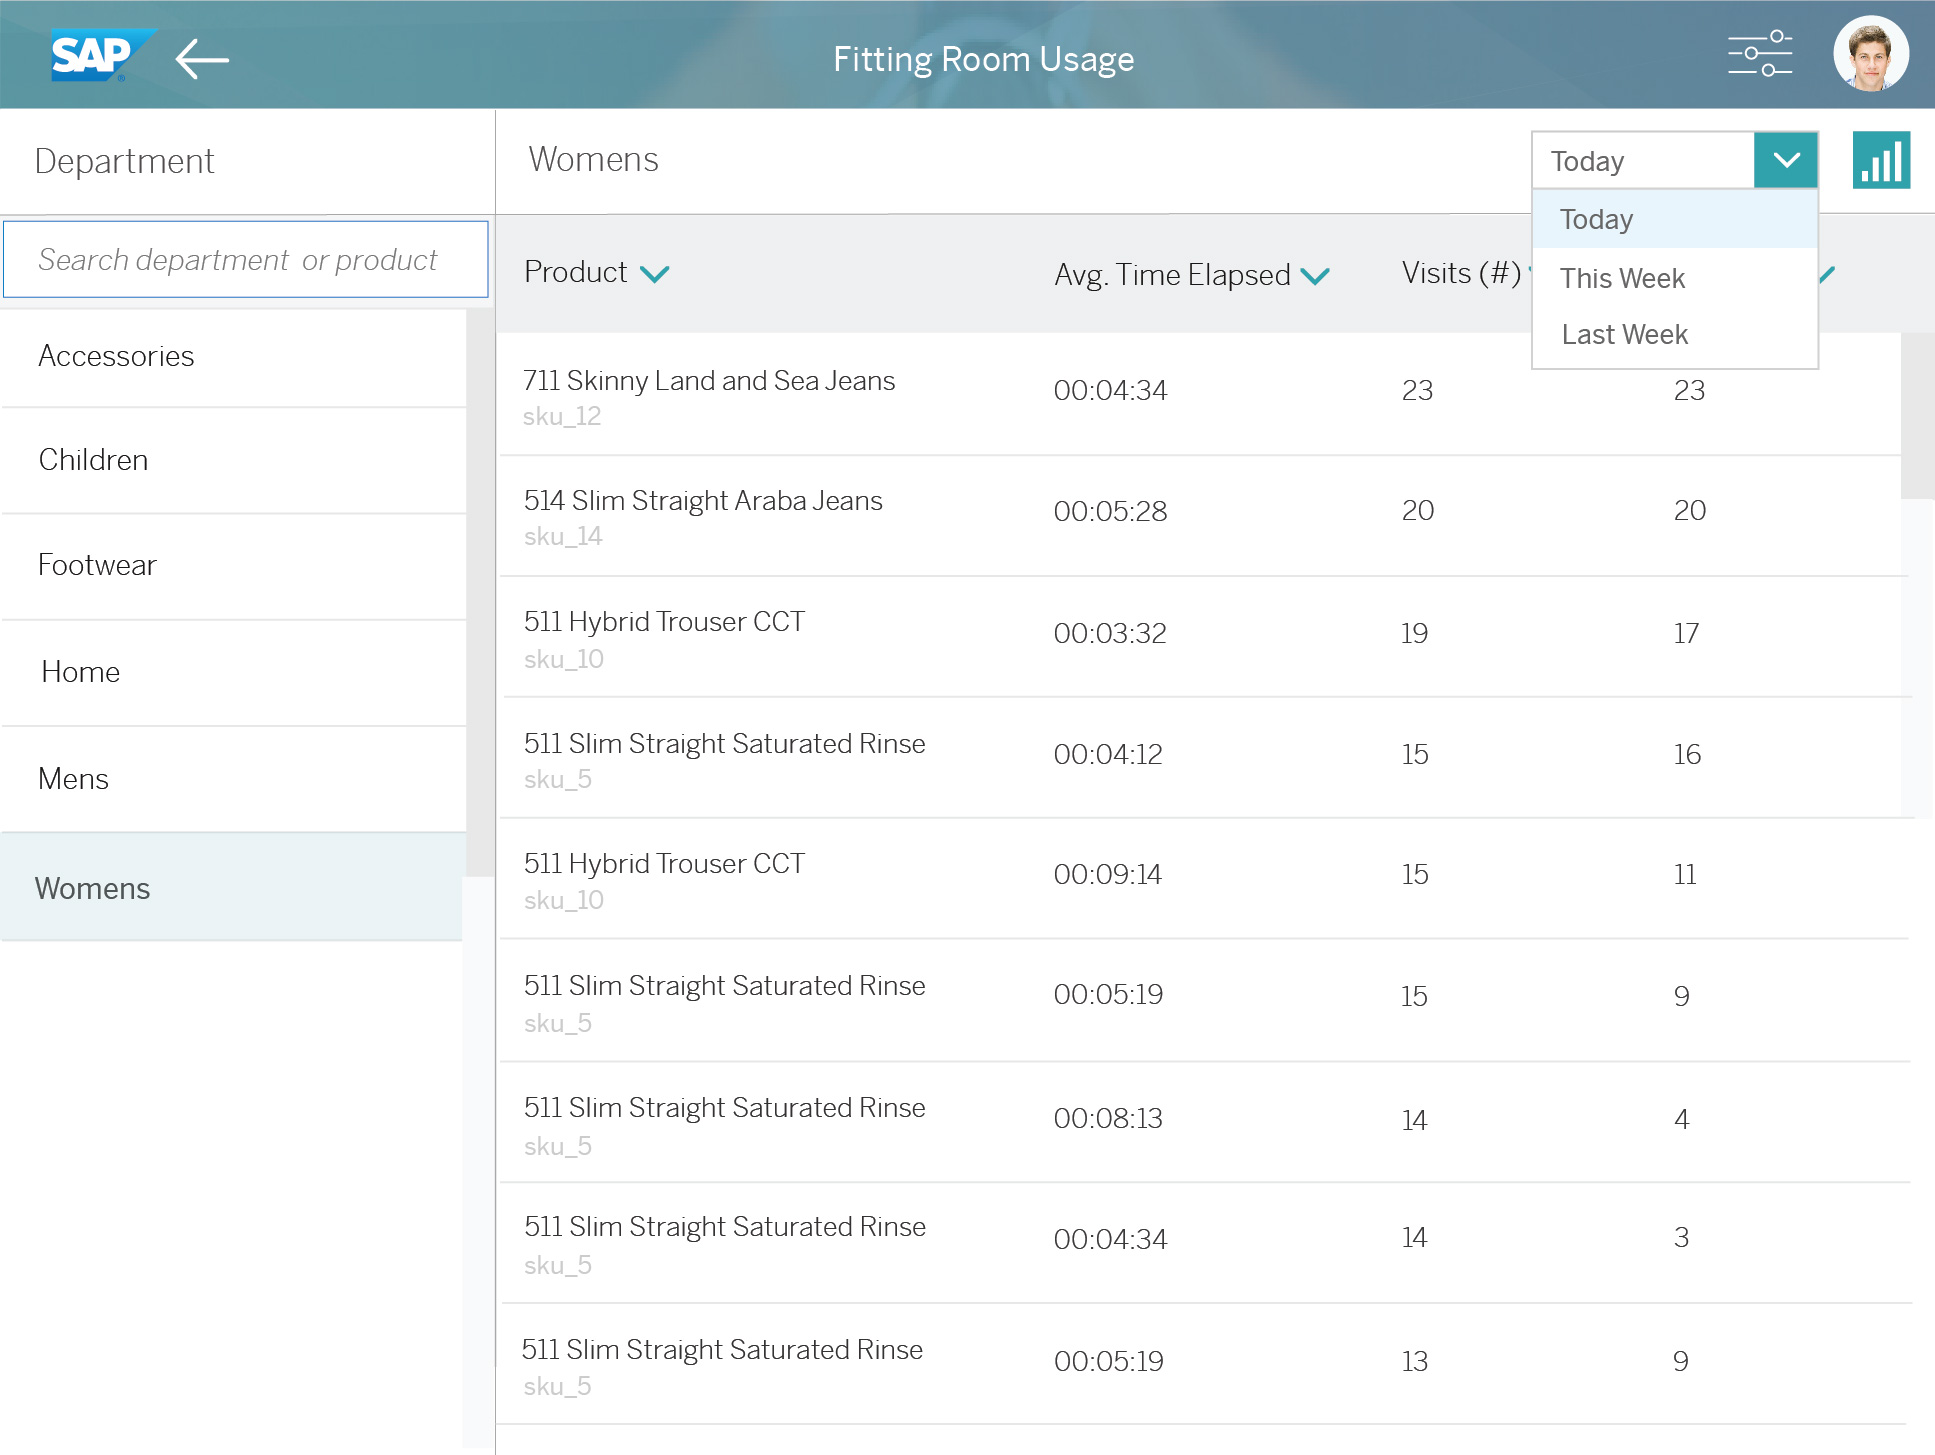 SAP
Fitting Room Usage
Department
Womens
Today
Today
This Week
Last Week
Search department or product
Product
Avg. Time Elapsed
Visits (#)
Accessories
Children
Footwear
Home
Mens
Womens
711 Skinny Land and Sea Jeans
sku_12
00:04:34
23
23
514 Slim Straight Araba Jeans
sku_14
00:05:28
20
20
511 Hybrid Trouser CCT
sku_10
00:03:32
19
17
511 Slim Straight Saturated Rinse
sku_5
00:04:12
15
16
511 Hybrid Trouser CCT
sku_10
00:09:14
15
11
511 Slim Straight Saturated Rinse
sku_5
00:05:19
15
9
511 Slim Straight Saturated Rinse
sku_5
00:08:13
14
4
511 Slim Straight Saturated Rinse
sku_5
00:04:34
14
3
511 Slim Straight Saturated Rinse
sku_5
00:05:19
13
9